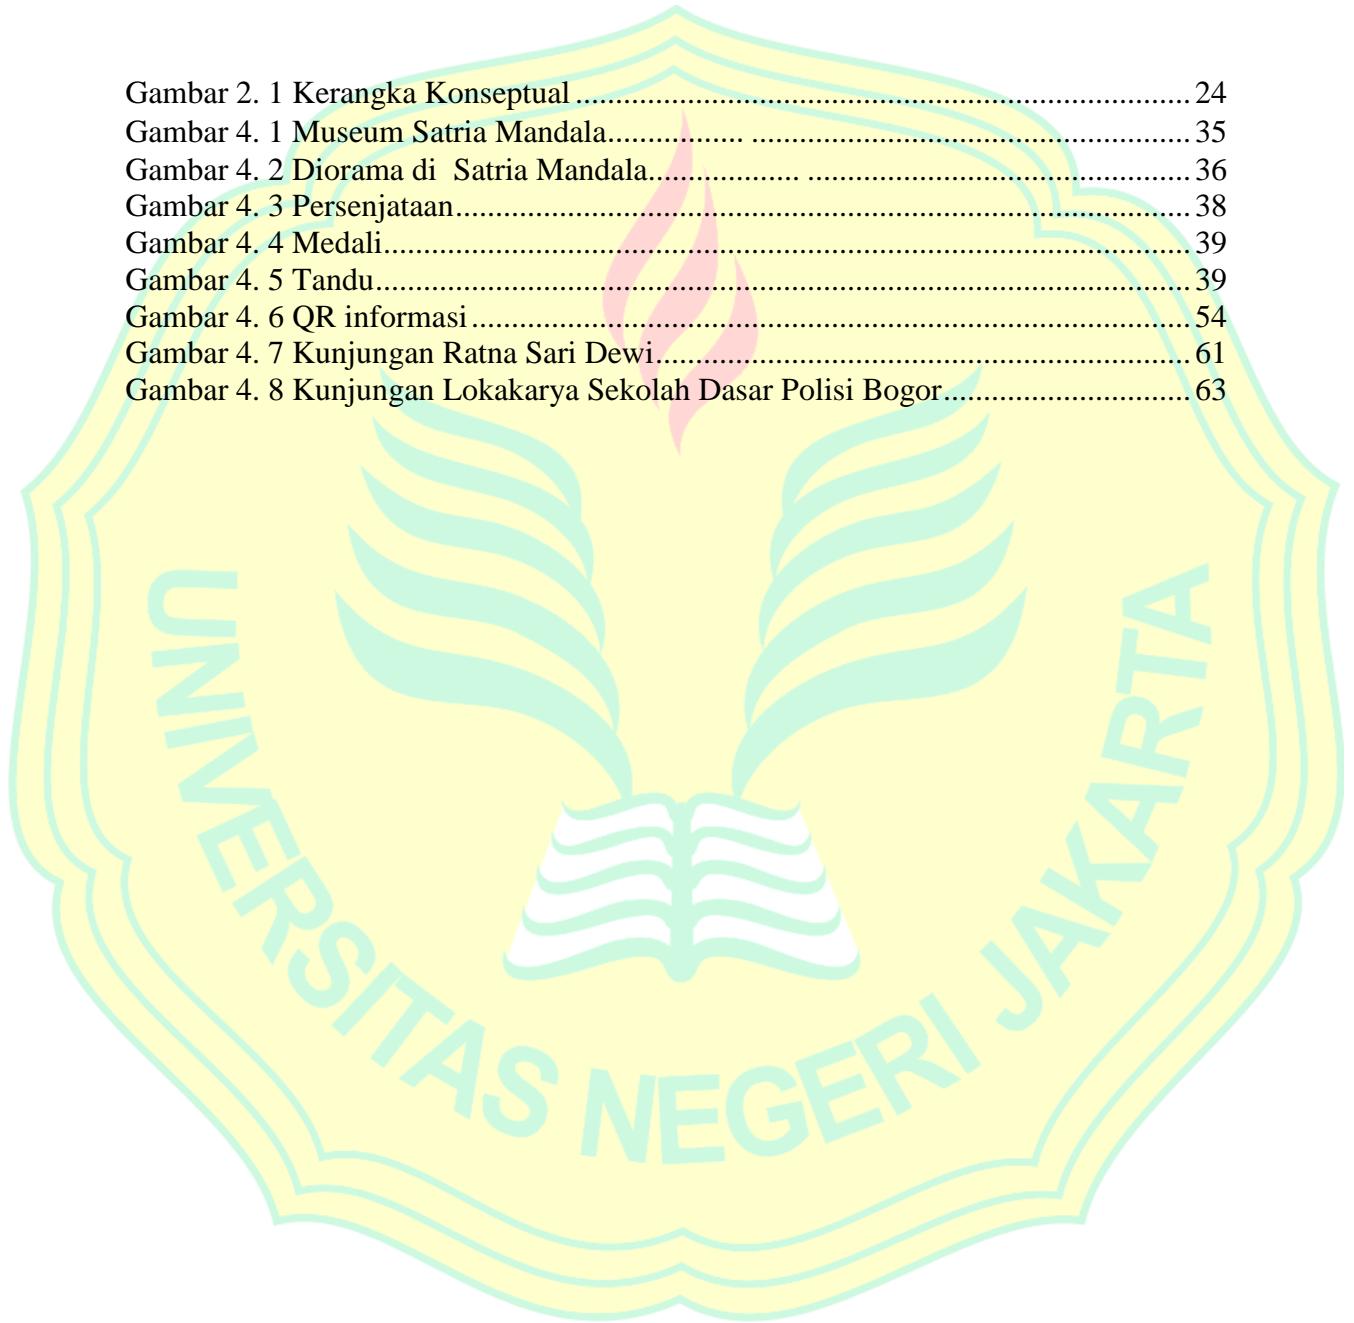 Gambar 2. 1 Kerangka Konseptual........................................................................... 24
Gambar 4. 1 Museum Satria Mandala................. ...................................................... 35
Gambar 4. 2 Diorama di  Satria Mandala................... ............................................... 36
Gambar 4. 3 Persenjataan.......................................................................................... 38
Gambar 4. 4 Medali................................................................................................... 39
Gambar 4. 5 Tandu.................................................................................................... 39
Gambar 4. 6 QR informasi........................................................................................ 54
Gambar 4. 7 Kunjungan Ratna Sari Dewi.................................................................. 61
Gambar 4. 8 Kunjungan Lokakarya Sekolah Dasar Polisi Bogor............................... 63
UNIVERSITAS NEGERI JAKARTA